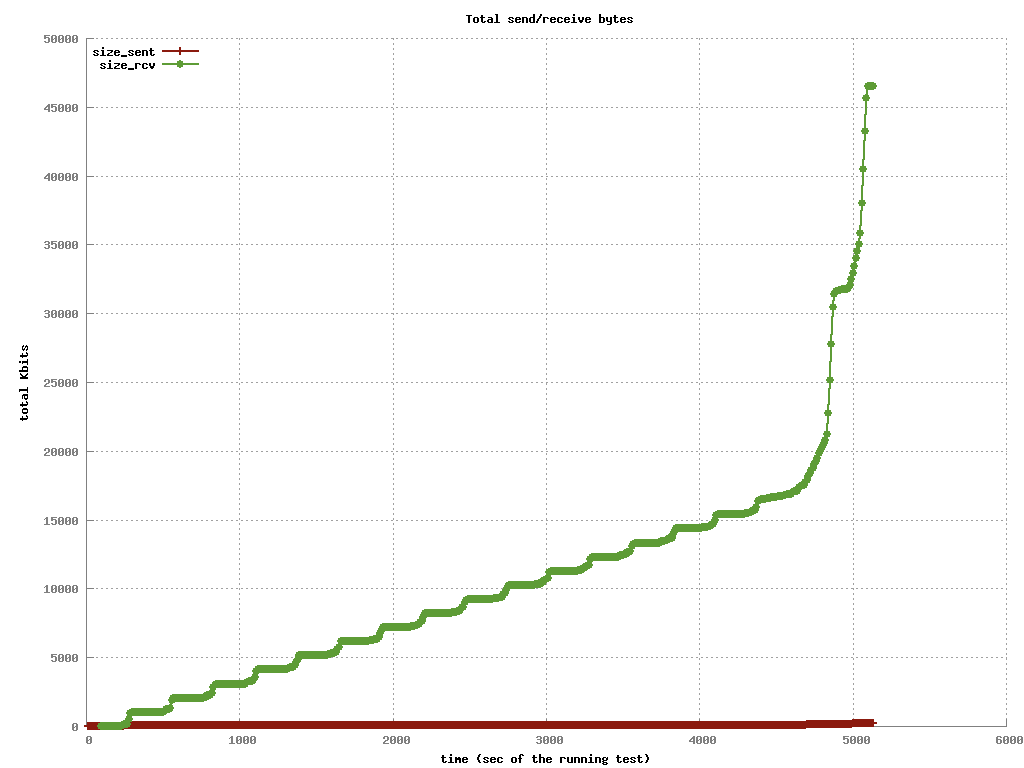 Total send/receive bytes
50000
size_sent
size_rcv
45000
40000
35000
30000
total Kbits
25000
20000
15000
10000
5000
0
0 1000 2000 3000 4000 5000 6000
time (sec of the running test)